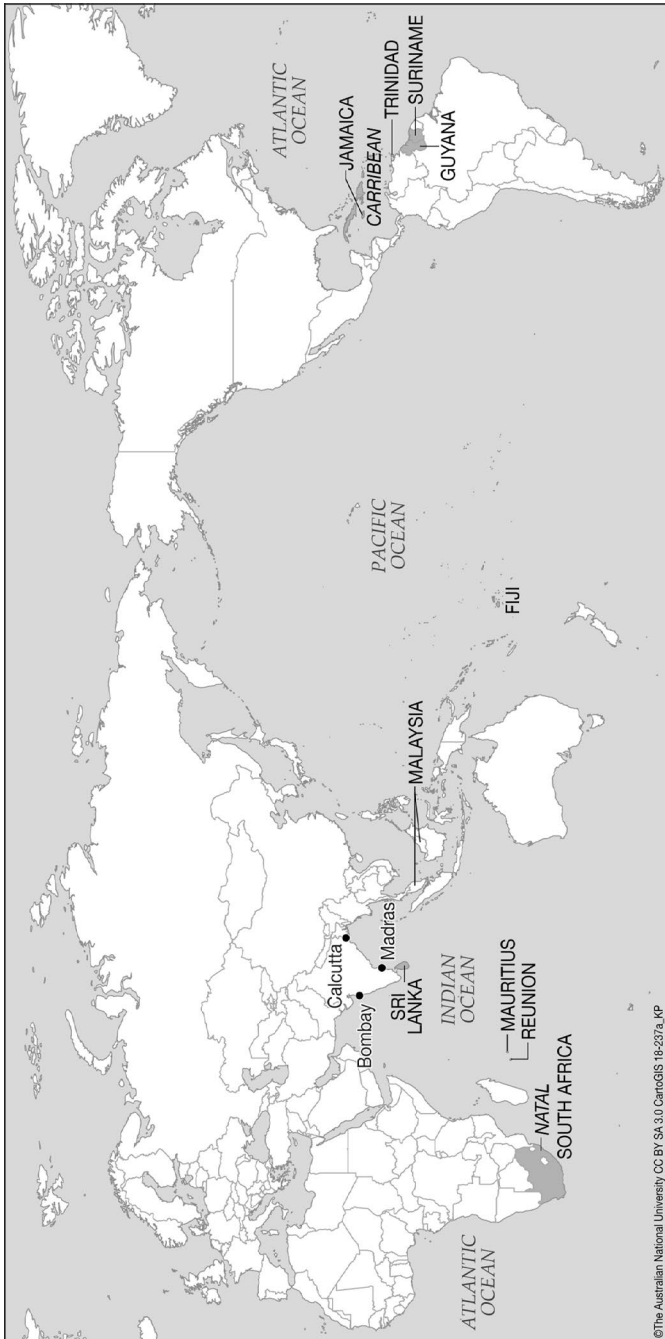 ATLANTIC
OCEAN
JAMAICA
CARRIBEAN
TRINIDAD
SURINAME
GUYANA
PACIFIC
OCEAN
FIJI
MALAYSIA
Calcutta
Madras
Bombay
SRI
LANKA
INDIAN
OCEAN
MAURITIUS
REUNION
NATAL
SOUTH AFRICA
ATLANTIC
OCEAN
©The Australian National University CC BY SA 3.0 CartoGIS 18-237a_KP